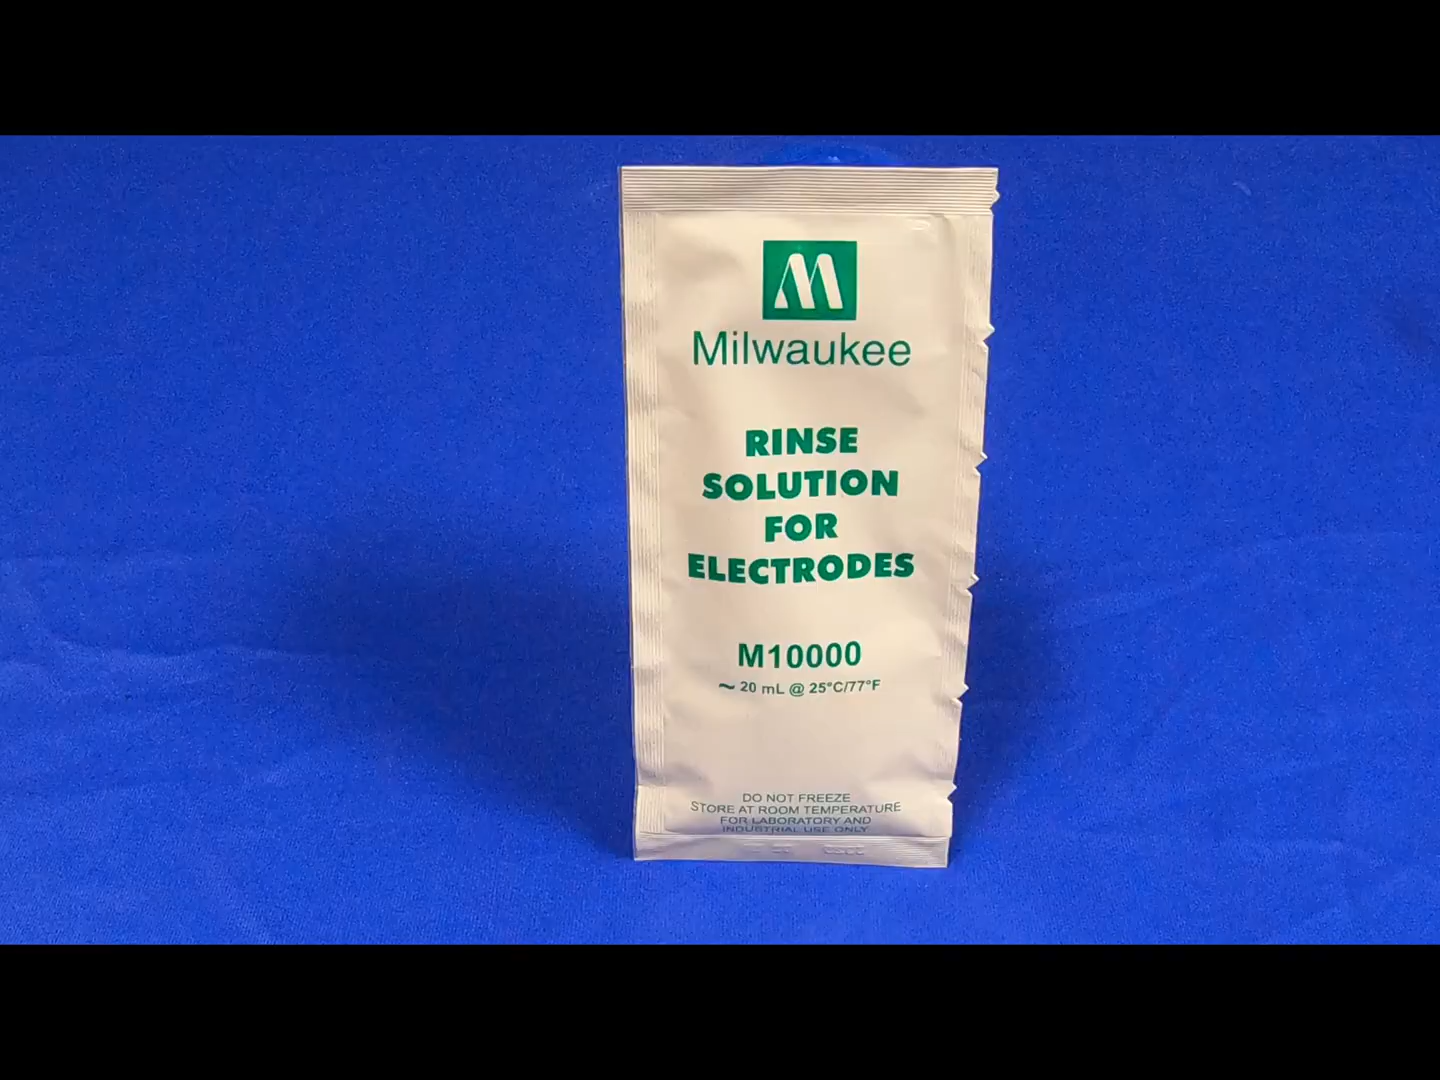 M
Milwaukee
RINSE
SOLUTION
FOR
ELECTRODES
M10000
~ 20 mL @ 25°C/77°F
DO NOT FREEZE
STORE AT ROOM TEMPERATURE
FOR LABORATORY AND
INDUSTRIAL USE ONLY